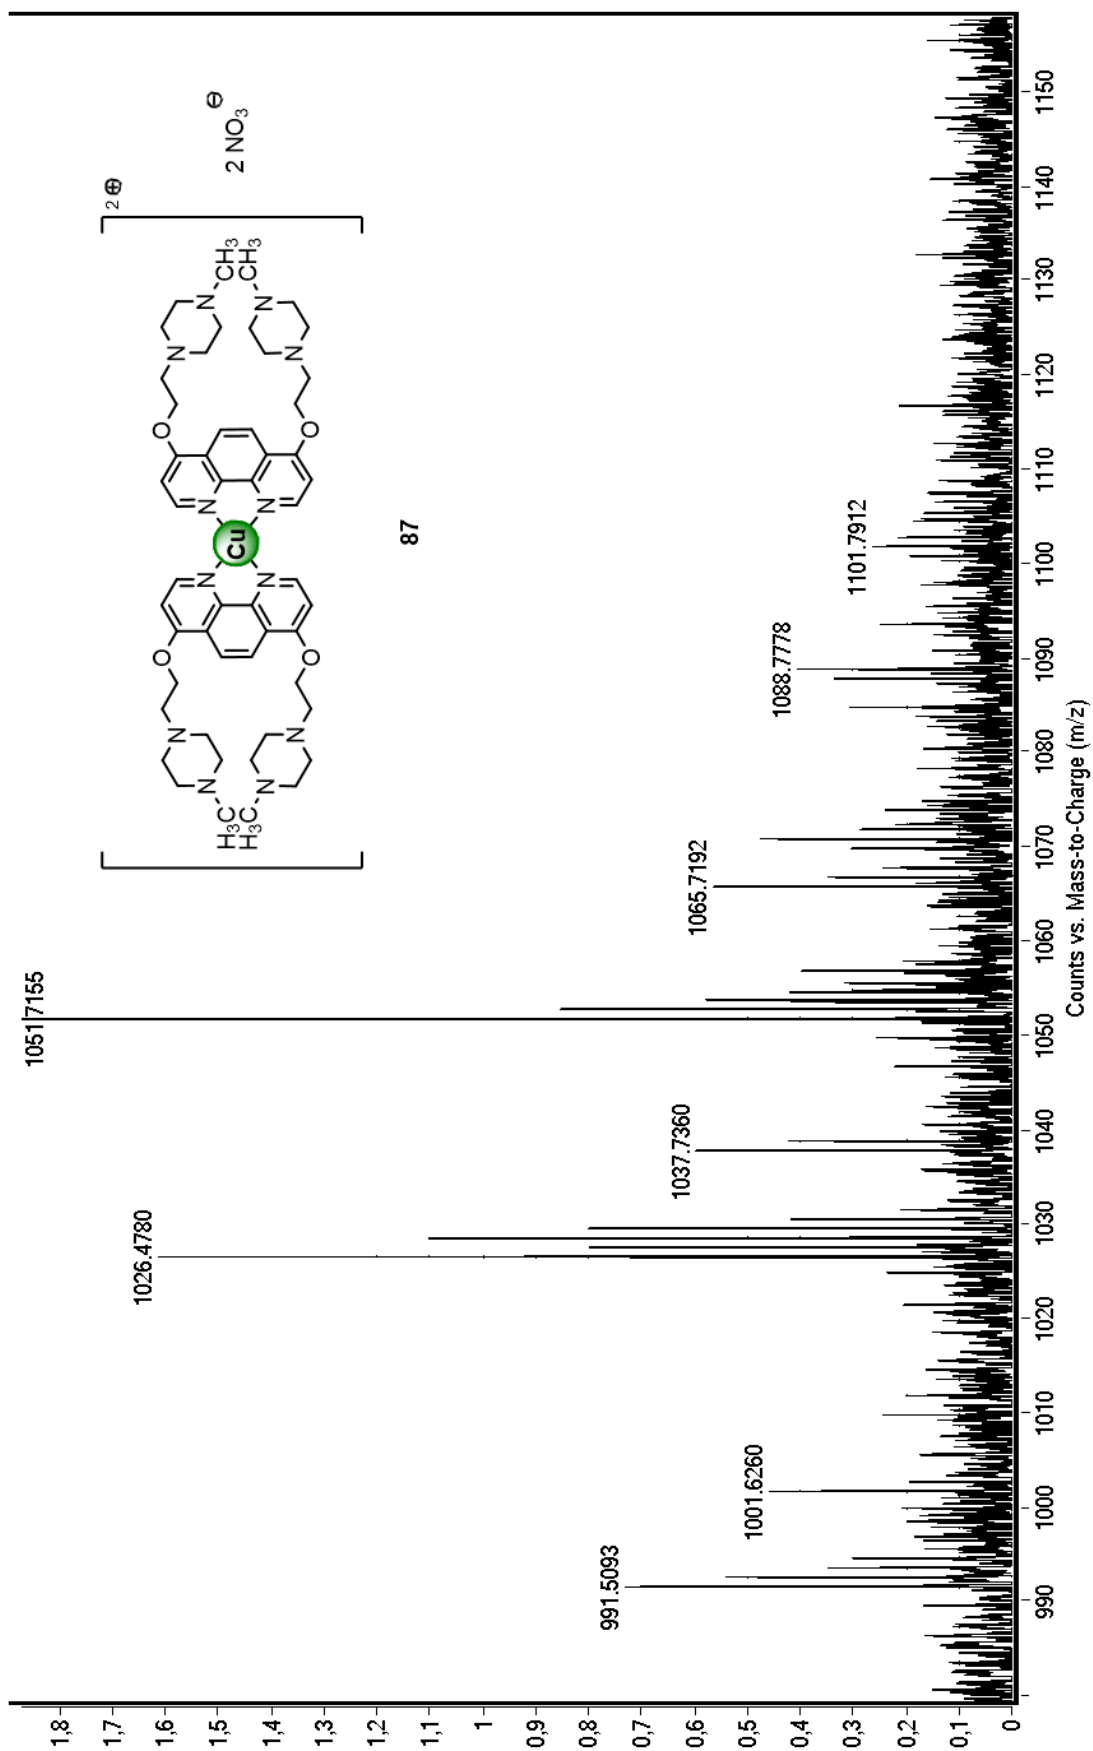 2 ⊕
2 NO3 ⊖
H3C
H3C
N
N
N
N
O
O
N
N
Cu
N
N
O
O
N
N
N
N
CH3
CH3
87
1,8
1,7
1,6
1,5
1,4
1,3
1,2
1,1
1
0,9
0,8
0,7
0,6
0,5
0,4
0,3
0,2
0,1
0
991.5093
1001.6260
1026.4780
1037.7360
1051.7155
1065.7192
1088.7778
1101.7912
990
1000
1010
1020
1030
1040
1050
1060
1070
1080
1090
1100
1110
1120
1130
1140
1150
Counts vs. Mass-to-Charge (m/z)